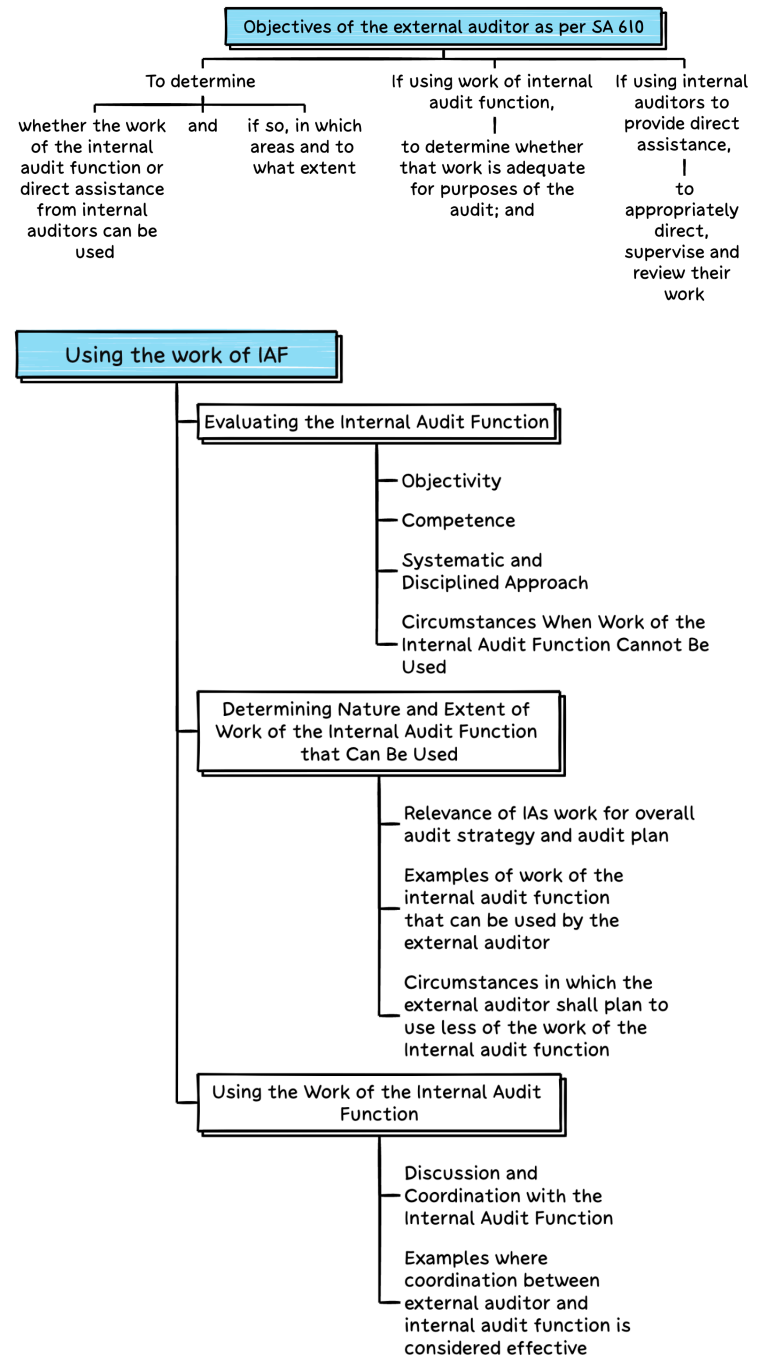 Objectives of the external auditor as per SA 610
To determine
whether the work
of the internal
audit function or
direct assistance
from internal
auditors can be
used
and
if so, in which
areas and to
what extent
If using work of internal
audit function,
to determine whether
that work is adequate
for purposes of the
audit; and
If using internal
auditors to
provide direct
assistance,
to
appropriately
direct,
supervise and
review their
work
Using the work of IAF
Evaluating the Internal Audit Function
Objectivity
Competence
Systematic and
Disciplined Approach
Circumstances When Work of the
Internal Audit Function Cannot Be
Used
Determining Nature and Extent of
Work of the Internal Audit Function
that Can Be Used
Relevance of IAs work for overall
audit strategy and audit plan
Examples of work of the
internal audit function
that can be used by the
external auditor
Circumstances in which the
external auditor shall plan to
use less of the work of the
Internal audit function
Using the Work of the Internal Audit
Function
Discussion and
Coordination with the
Internal Audit Function
Examples where
coordination between
external auditor and
internal audit function is
considered effective